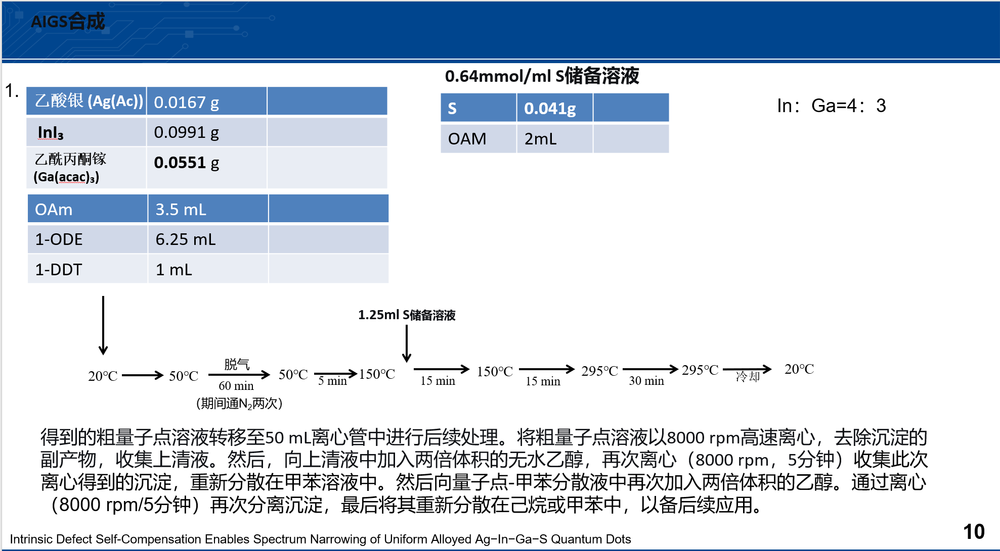 AIGS合成
0.64mmol/ml S储备溶液
1.
乙酸银 (Ag(Ac)) 0.0167 g
InI₃ 0.0991 g
乙酰丙酮镓
(Ga(acac)₃) 0.0551 g
S 0.041g
OAM 2mL
In：Ga=4：3
OAm 3.5 mL
1-ODE 6.25 mL
1-DDT 1 mL
1.25ml S储备溶液
20℃ 50℃ 脱气 60 min 50℃ 5 min 150℃ 15 min 150℃ 15 min 295℃ 30 min 295℃ 冷却 20℃
（期间通N₂两次）
得到的粗量子点溶液转移至50 mL离心管中进行后续处理。将粗量子点溶液以8000 rpm高速离心，去除沉淀的
副产物，收集上清液。然后，向上清液中加入两倍体积的无水乙醇，再次离心（8000 rpm，5分钟）收集此次
离心得到的沉淀，重新分散在甲苯溶液中。然后向量子点-甲苯分散液中再次加入两倍体积的乙醇。通过离心
（8000 rpm/5分钟）再次分离沉淀，最后将其重新分散在己烷或甲苯中，以备后续应用。
Intrinsic Defect Self-Compensation Enables Spectrum Narrowing of Uniform Alloyed Ag−In−Ga−S Quantum Dots
10